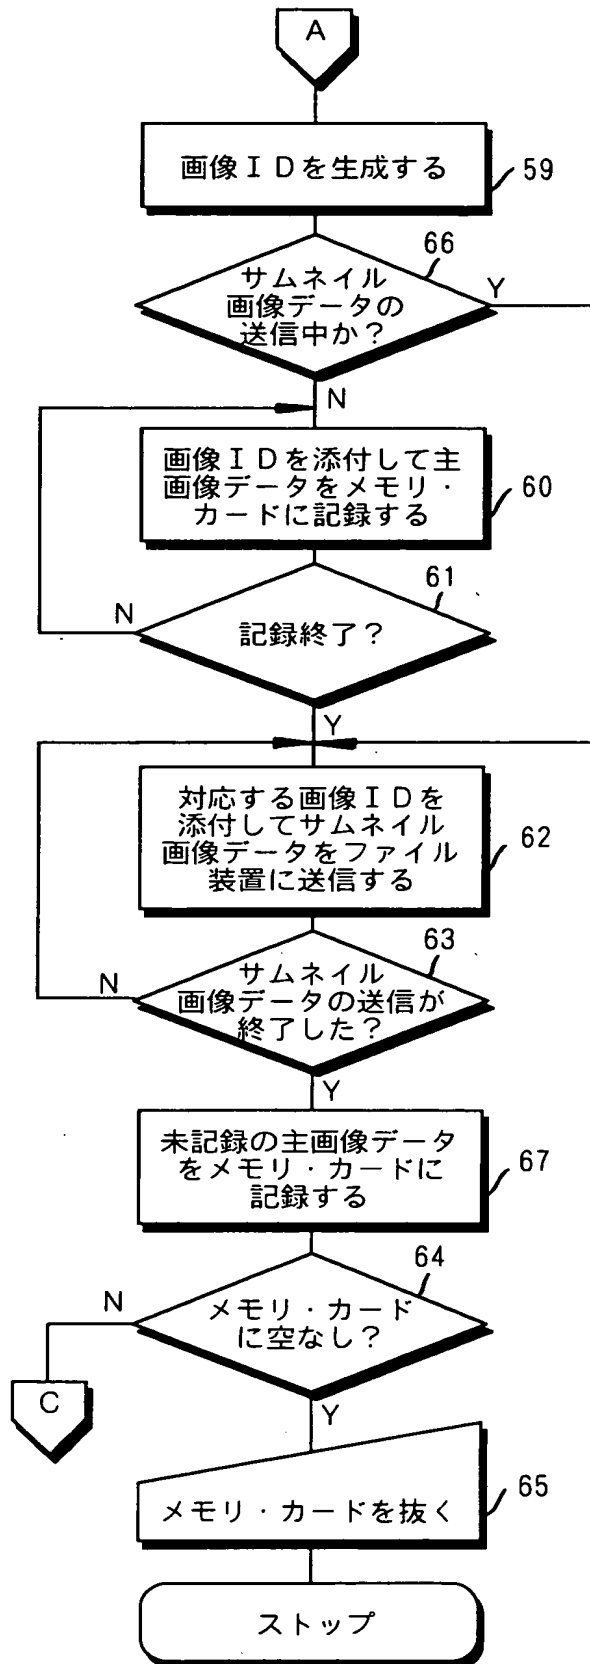 A
画像IDを生成する
59
66
サムネイル
画像データの
送信中か？
Y
N
画像IDを添付して主
画像データをメモリ・
カードに記録する
60
61
N
記録終了？
Y
対応する画像IDを
添付してサムネイル
画像データをファイル
装置に送信する
62
63
N
サムネイル
画像データの送信が
終了した？
Y
未記録の主画像データ
をメモリ・カードに
記録する
67
64
N
メモリ・カード
に空なし？
C
Y
メモリ・カードを抜く
65
ストップ